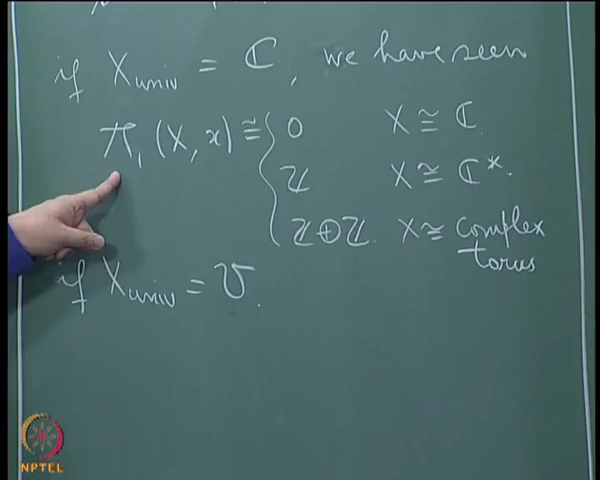 if X_univ = ℂ, we have seen
π₁(X, x) ≅ { 0 X ≅ ℂ
ℤ X ≅ ℂ*.
ℤ⊕ℤ. X ≅ complex torus
if X_univ = U.
NPTEL